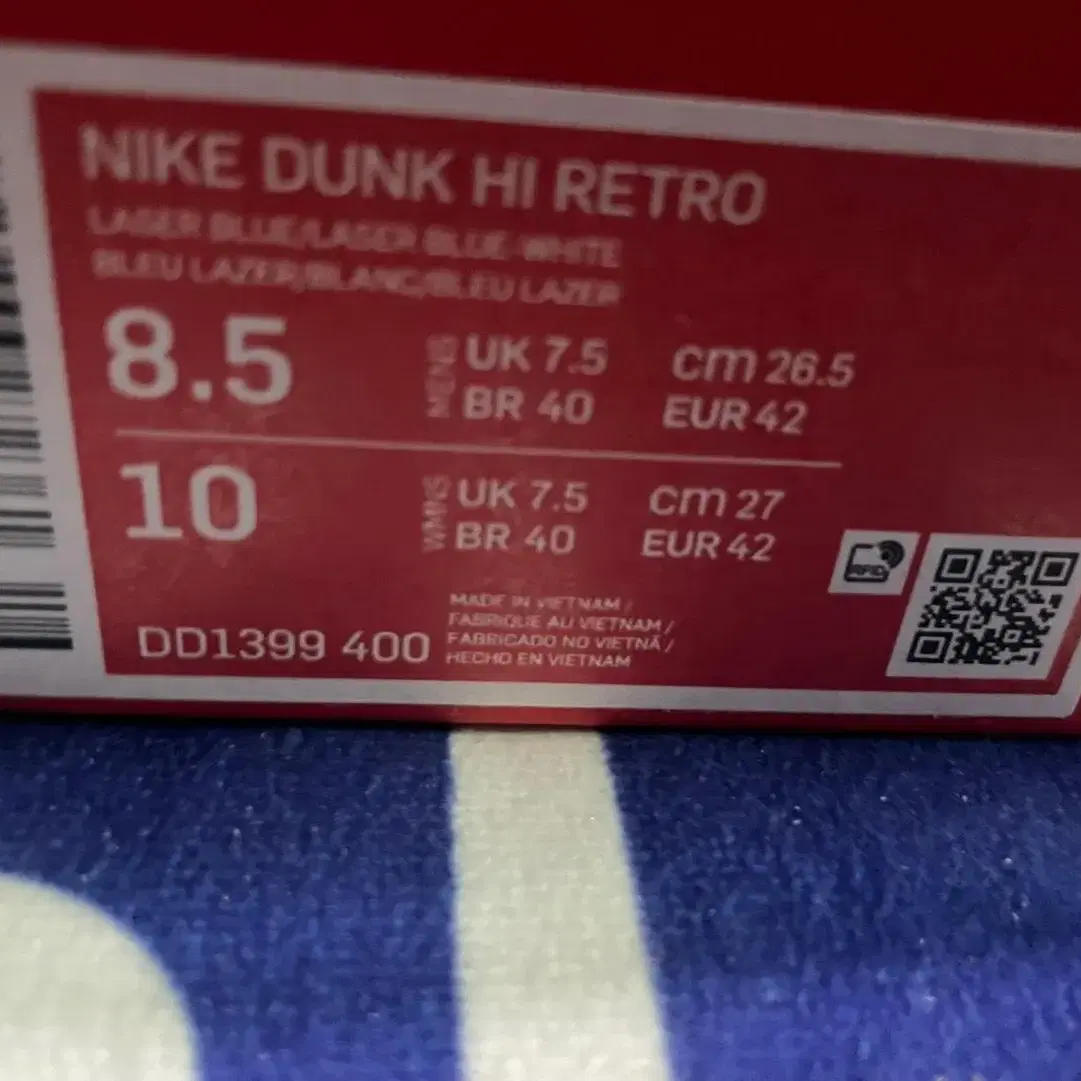 NIKE DUNK HI RETRO
LASER BLUE/LASER BLUE-WHITE
BLEU LAZER/BLANC/BLEU LAZER
8.5 MENS UK 7.5 cm 26.5
BR 40 EUR 42
10 WMNS UK 7.5 cm 27
BR 40 EUR 42
RFID
MADE IN VIETNAM /
FABRIQUE AU VIETNAM /
FABRICADO NO VIETNÃ /
HECHO EN VIETNAM
DD1399 400